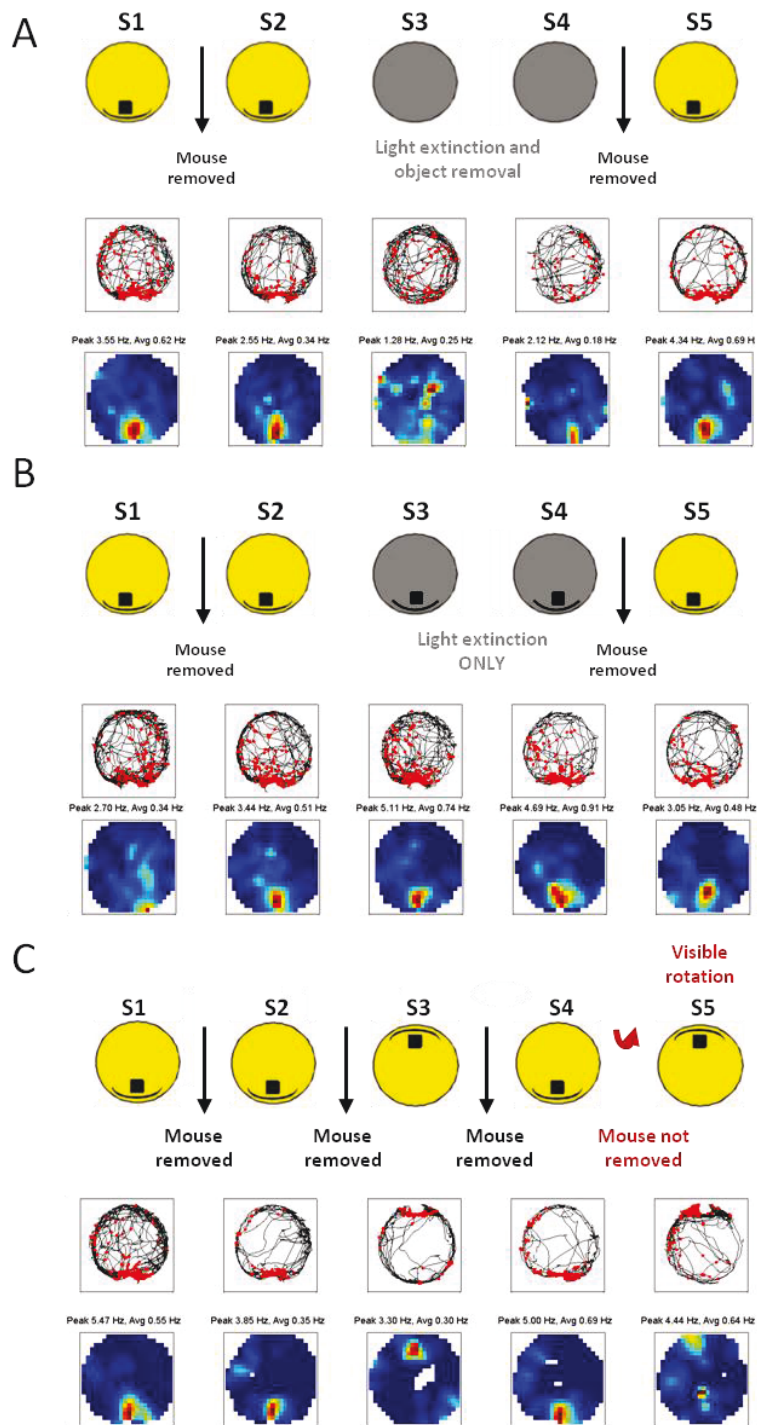 A
S1 S2 S3 S4 S5
Mouse
removed
Light extinction and
object removal
Mouse
removed
Peak 3.55 Hz, Avg 0.62 Hz Peak 2.55 Hz, Avg 0.34 Hz Peak 1.28 Hz, Avg 0.25 Hz Peak 2.12 Hz, Avg 0.18 Hz Peak 4.34 Hz, Avg 0.69 H
B
S1 S2 S3 S4 S5
Mouse
removed
Light extinction
ONLY
Mouse
removed
Peak 2.70 Hz, Avg 0.34 Hz Peak 3.44 Hz, Avg 0.51 Hz Peak 5.11 Hz, Avg 0.74 Hz Peak 4.69 Hz, Avg 0.91 Hz Peak 3.05 Hz, Avg 0.48 Hz
C
Visible
rotation
S1 S2 S3 S4 S5
Mouse
removed
Mouse
removed
Mouse
removed
Mouse not
removed
Peak 5.47 Hz, Avg 0.55 Hz Peak 3.85 Hz, Avg 0.35 Hz Peak 3.30 Hz, Avg 0.30 Hz Peak 5.00 Hz, Avg 0.69 Hz Peak 4.44 Hz, Avg 0.64 Hz